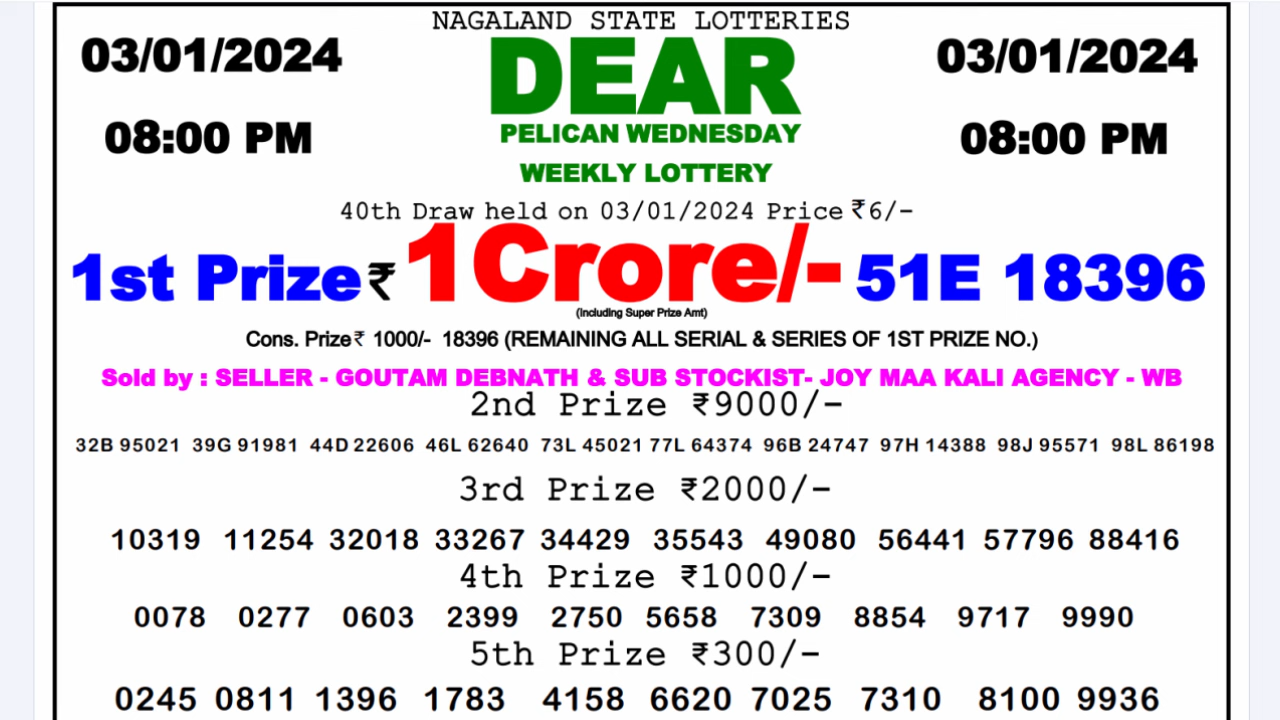 NAGALAND STATE LOTTERIES
03/01/2024 DEAR 03/01/2024
08:00 PM PELICAN WEDNESDAY 08:00 PM
WEEKLY LOTTERY
40th Draw held on 03/01/2024 Price ₹6/-
1st Prize ₹ 1Crore/- 51E 18396
(Including Super Prize Amt)
Cons. Prize ₹ 1000/- 18396 (REMAINING ALL SERIAL & SERIES OF 1ST PRIZE NO.)
Sold by : SELLER - GOUTAM DEBNATH & SUB STOCKIST- JOY MAA KALI AGENCY - WB
2nd Prize ₹9000/-
32B 95021 39G 91981 44D 22606 46L 62640 73L 45021 77L 64374 96B 24747 97H 14388 98J 95571 98L 86198
3rd Prize ₹2000/-
10319 11254 32018 33267 34429 35543 49080 56441 57796 88416
4th Prize ₹1000/-
0078 0277 0603 2399 2750 5658 7309 8854 9717 9990
5th Prize ₹300/-
0245 0811 1396 1783 4158 6620 7025 7310 8100 9936